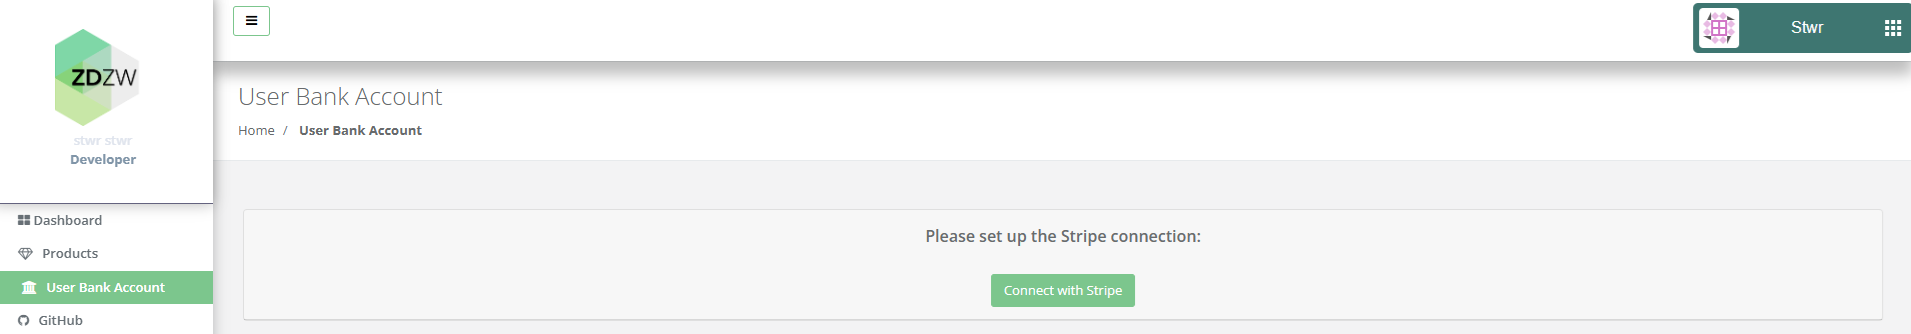 ZDZW
stwr stwr
Developer
Dashboard
Products
User Bank Account
GitHub
Stwr
User Bank Account
Home / User Bank Account
Please set up the Stripe connection:
Connect with Stripe